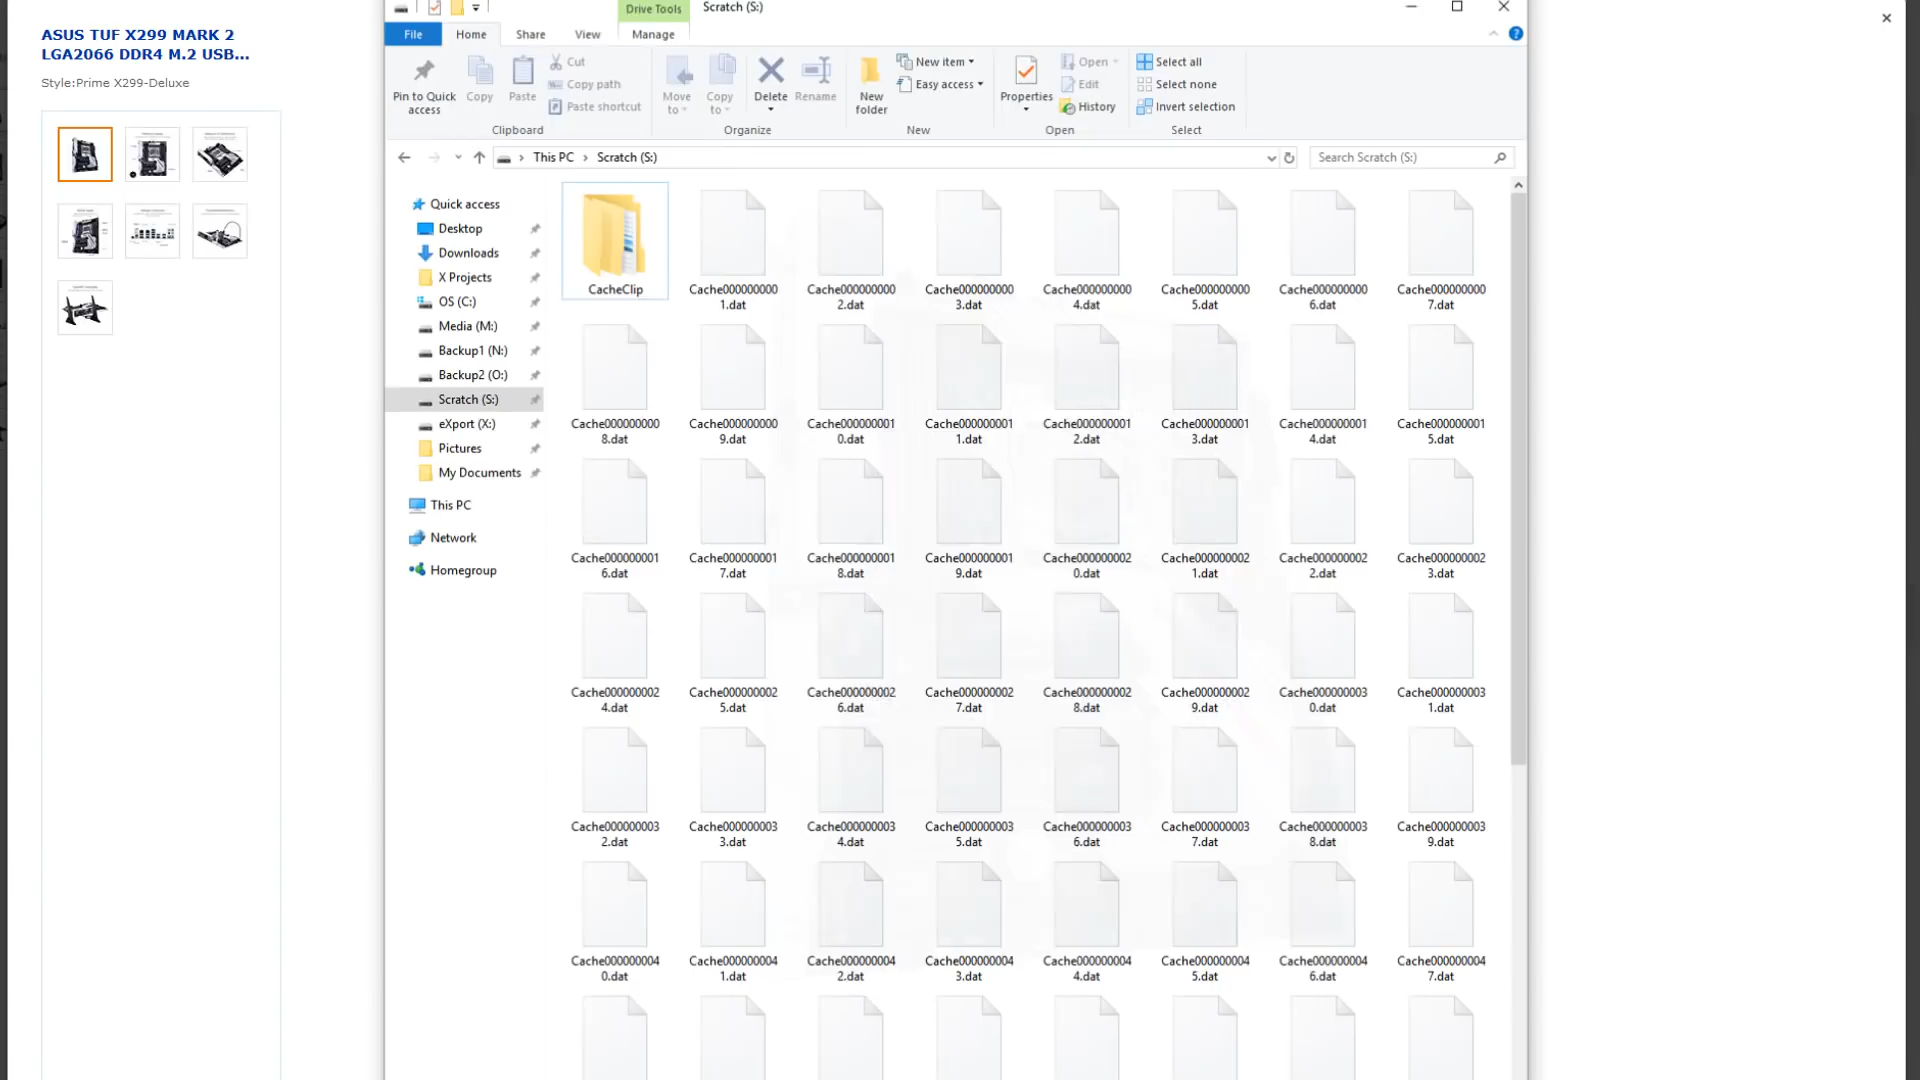 ASUS TUF X299 MARK 2
LGA2066 DDR4 M.2 USB...
Style:Prime X299-Deluxe
Drive Tools
Scratch (S:)
File
Home
Share
View
Manage
Pin to Quick
access
Copy
Paste
Cut
Copy path
Paste shortcut
Clipboard
Move
to
Copy
to
Delete
Rename
Organize
New
folder
New item
Easy access
New
Properties
Open
Edit
History
Open
Select all
Select none
Invert selection
Select
This PC
Scratch (S:)
Search Scratch (S:)
Quick access
Desktop
Downloads
X Projects
OS (C:)
Media (M:)
Backup1 (N:)
Backup2 (O:)
Scratch (S:)
eXport (X:)
Pictures
My Documents
This PC
Network
Homegroup
CacheClip
Cache000000000
1.dat
Cache000000000
2.dat
Cache000000000
3.dat
Cache000000000
4.dat
Cache000000000
5.dat
Cache000000000
6.dat
Cache000000000
7.dat
Cache000000000
8.dat
Cache000000000
9.dat
Cache000000001
0.dat
Cache000000001
1.dat
Cache000000001
2.dat
Cache000000001
3.dat
Cache000000001
4.dat
Cache000000001
5.dat
Cache000000001
6.dat
Cache000000001
7.dat
Cache000000001
8.dat
Cache000000001
9.dat
Cache000000002
0.dat
Cache000000002
1.dat
Cache000000002
2.dat
Cache000000002
3.dat
Cache000000002
4.dat
Cache000000002
5.dat
Cache000000002
6.dat
Cache000000002
7.dat
Cache000000002
8.dat
Cache000000002
9.dat
Cache000000003
0.dat
Cache000000003
1.dat
Cache000000003
2.dat
Cache000000003
3.dat
Cache000000003
4.dat
Cache000000003
5.dat
Cache000000003
6.dat
Cache000000003
7.dat
Cache000000003
8.dat
Cache000000003
9.dat
Cache000000004
0.dat
Cache000000004
1.dat
Cache000000004
2.dat
Cache000000004
3.dat
Cache000000004
4.dat
Cache000000004
5.dat
Cache000000004
6.dat
Cache000000004
7.dat